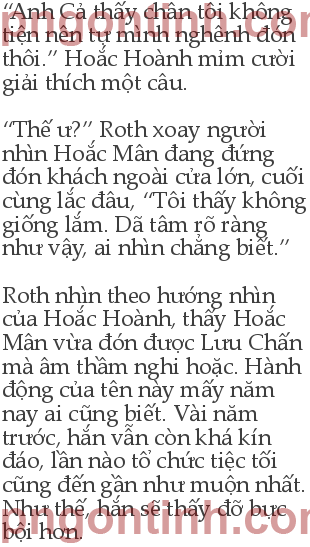 “Anh Cả thấy chân tôi không
tiện nên tự mình nghênh đón
thôi.” Hoắc Hoành mỉm cười
giải thích một câu.
“Thế ư?” Roth xoay người
nhìn Hoắc Mân đang đứng
đón khách ngoài cửa lớn, cuối
cùng lắc đầu, “Tôi thấy không
giống lắm. Dã tâm rõ ràng
như vậy, ai nhìn chẳng biết.”
Roth nhìn theo hướng nhìn
của Hoắc Hoành, thấy Hoắc
Mân vừa đón được Lưu Chấn
mà âm thầm nghi hoặc. Hành
động của tên này mấy năm
nay ai cũng biết. Vài năm
trước, hắn vẫn còn khá kín
đáo, lần nào tổ chức tiệc tối
cũng đến gần như muộn nhất.
Như thế, hắn sẽ thấy đỡ bực
bội hơn.
pngontinh.com
pngontinh.com